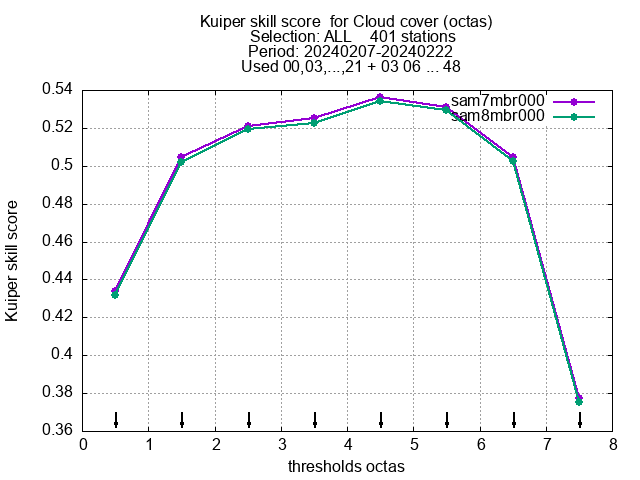 Kuiper skill score  for Cloud cover (octas)
Selection: ALL    401 stations
Period: 20240207-20240222
Used 00,03,...,21 + 03 06 ... 48
sam7mbr000
sam8mbr000
0.54
0.52
0.5
0.48
0.46
0.44
0.42
0.4
0.38
0.36
Kuiper skill score
0 1 2 3 4 5 6 7 8
thresholds octas